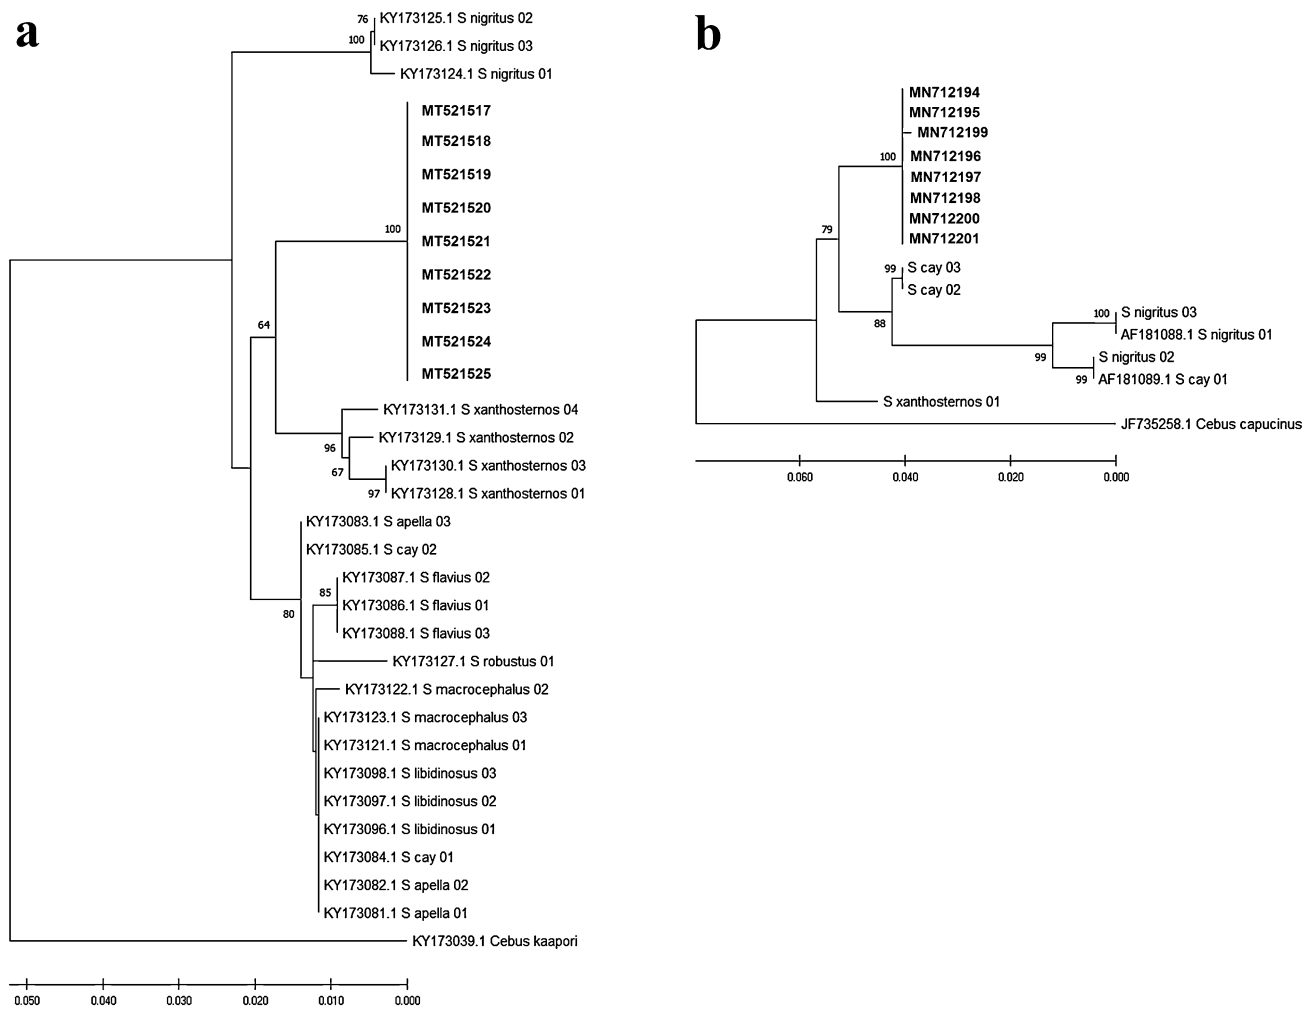 a
76
KY173125.1 S nigritus 02
100
KY173126.1 S nigritus 03
KY173124.1 S nigritus 01
MT521517
MT521518
MT521519
MT521520
100
MT521521
MT521522
MT521523
64
MT521524
MT521525
KY173131.1 S xanthosternos 04
96
KY173129.1 S xanthosternos 02
67
KY173130.1 S xanthosternos 03
97
KY173128.1 S xanthosternos 01
KY173083.1 S apella 03
KY173085.1 S cay 02
KY173087.1 S flavius 02
85
KY173086.1 S flavius 01
80
KY173088.1 S flavius 03
KY173127.1 S robustus 01
KY173122.1 S macrocephalus 02
KY173123.1 S macrocephalus 03
KY173121.1 S macrocephalus 01
KY173098.1 S libidinosus 03
KY173097.1 S libidinosus 02
KY173096.1 S libidinosus 01
KY173084.1 S cay 01
KY173082.1 S apella 02
KY173081.1 S apella 01
KY173039.1 Cebus kaapori
0.050 0.040 0.030 0.020 0.010 0.000
b
MN712194
MN712195
MN712199
100
MN712196
MN712197
MN712198
MN712200
79
MN712201
99
S cay 03
S cay 02
88
100
S nigritus 03
AF181088.1 S nigritus 01
99
S nigritus 02
99
AF181089.1 S cay 01
S xanthosternos 01
JF735258.1 Cebus capucinus
0.060 0.040 0.020 0.000